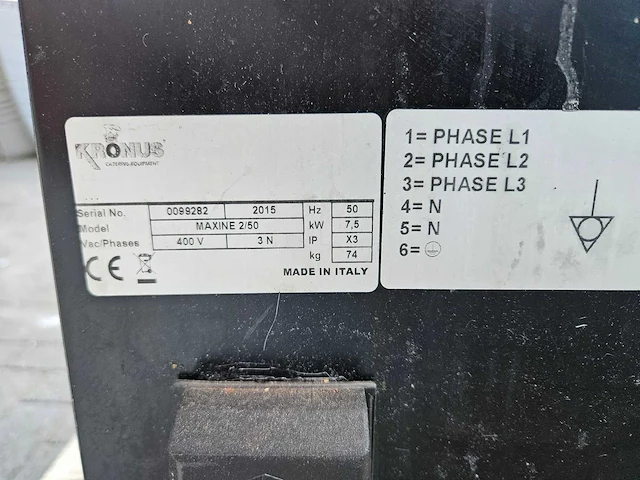 KRONUS
CATERING EQUIPMENT
Serial No. 0099282 2015 Hz 50
Model MAXINE 2/50 kW 7,5
Vac/Phases 400 V 3 N IP X3
kg 74
CE MADE IN ITALY
1= PHASE L1
2= PHASE L2
3= PHASE L3
4= N
5= N
6=